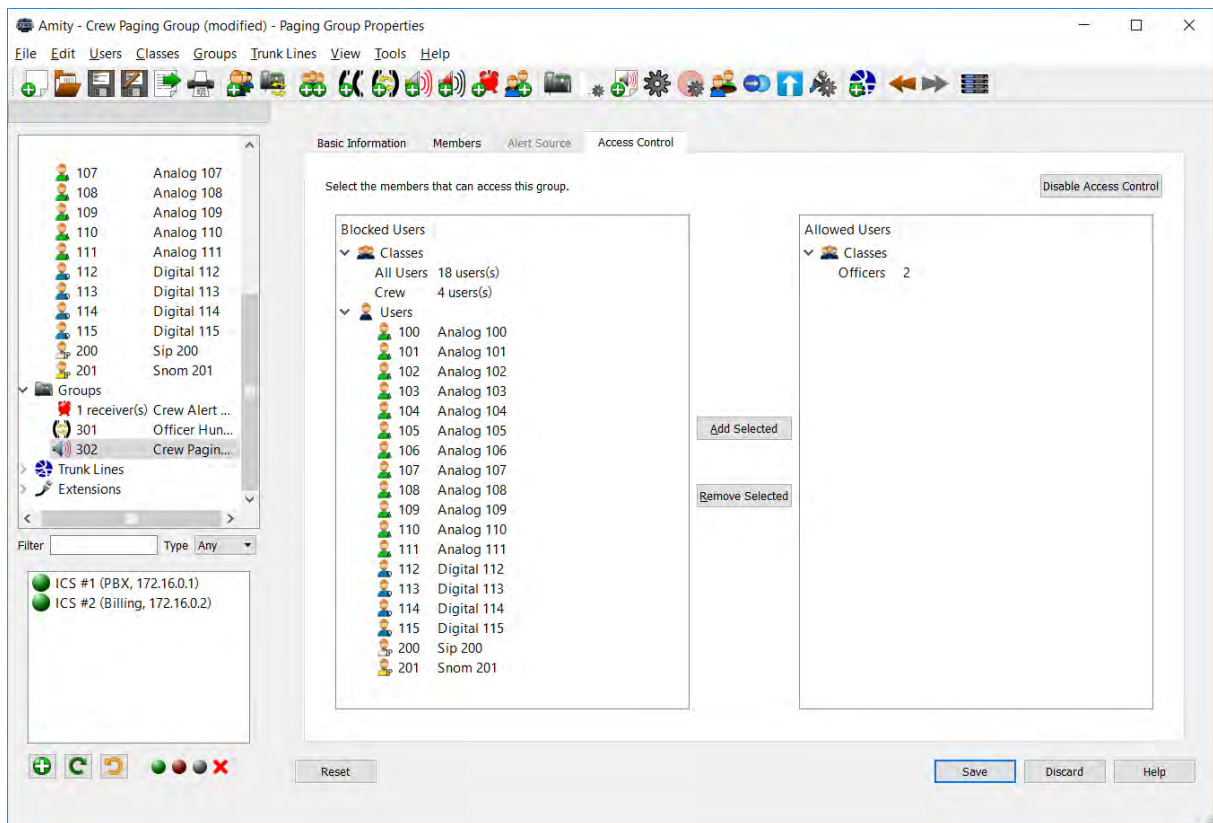 Amity - Crew Paging Group (modified) - Paging Group Properties
File Edit Users Classes Groups Trunk Lines View Tools Help
107 Analog 107
108 Analog 108
109 Analog 109
110 Analog 110
111 Analog 111
112 Digital 112
113 Digital 113
114 Digital 114
115 Digital 115
200 Sip 200
201 Snom 201
Groups
1 receiver(s) Crew Alert ...
301 Officer Hun...
302 Crew Pagin...
Trunk Lines
Extensions
Filter Type Any
ICS #1 (PBX, 172.16.0.1)
ICS #2 (Billing, 172.16.0.2)
Basic Information Members Alert Source Access Control
Select the members that can access this group.
Disable Access Control
Blocked Users
Classes
All Users 18 users(s)
Crew 4 users(s)
Users
100 Analog 100
101 Analog 101
102 Analog 102
103 Analog 103
104 Analog 104
105 Analog 105
106 Analog 106
107 Analog 107
108 Analog 108
109 Analog 109
110 Analog 110
111 Analog 111
112 Digital 112
113 Digital 113
114 Digital 114
115 Digital 115
200 Sip 200
201 Snom 201
Add Selected
Remove Selected
Allowed Users
Classes
Officers 2
Reset
Save Discard Help